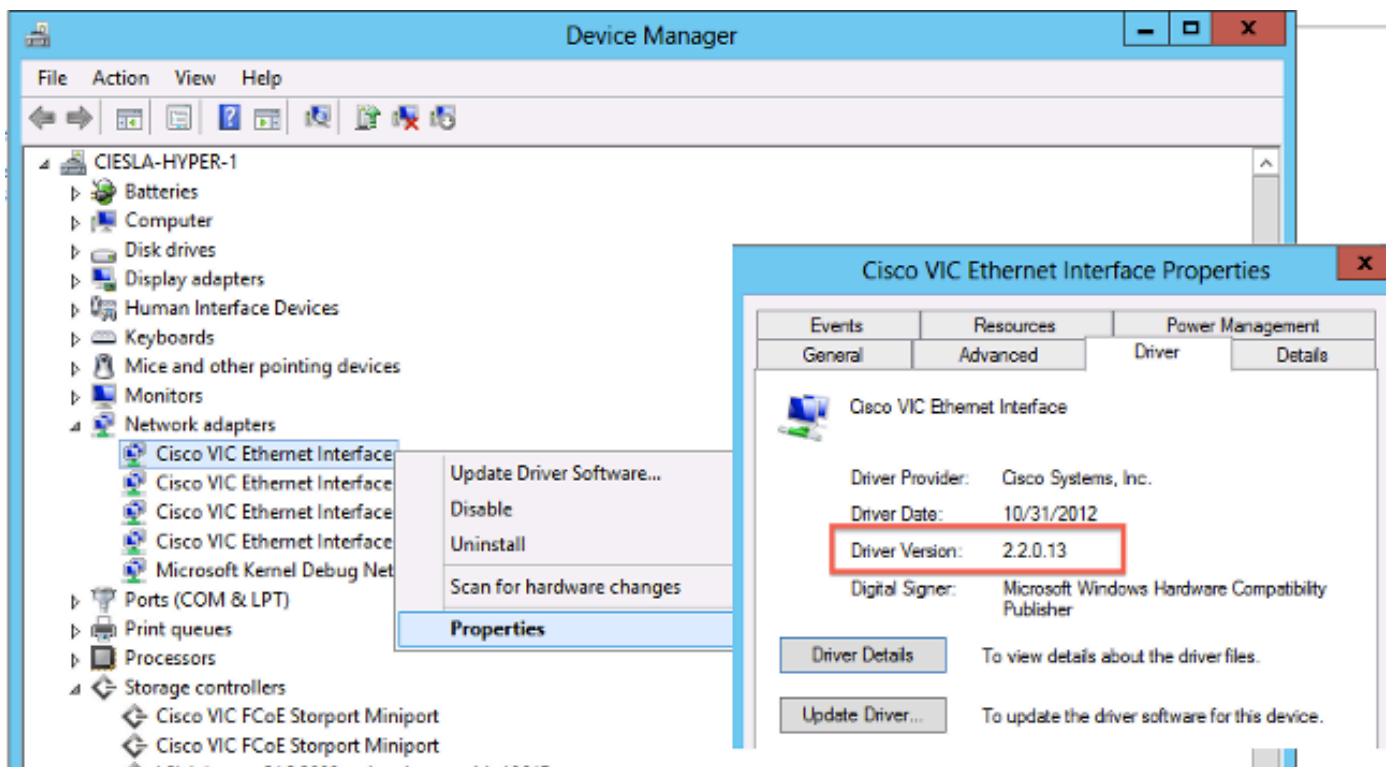 Device Manager
File Action View Help
CIESLA-HYPER-1
Batteries
Computer
Disk drives
Display adapters
Human Interface Devices
Keyboards
Mice and other pointing devices
Monitors
Network adapters
Cisco VIC Ethernet Interface
Cisco VIC Ethernet Interface
Cisco VIC Ethernet Interface
Cisco VIC Ethernet Interface
Microsoft Kernel Debug Net
Ports (COM & LPT)
Print queues
Processors
Storage controllers
Cisco VIC FCoE Storport Miniport
Cisco VIC FCoE Storport Miniport
Update Driver Software...
Disable
Uninstall
Scan for hardware changes
Properties
Cisco VIC Ethernet Interface Properties
Events Resources Power Management
General Advanced Driver Details
Cisco VIC Ethernet Interface
Driver Provider: Cisco Systems, Inc.
Driver Date: 10/31/2012
Driver Version: 2.2.0.13
Digital Signer: Microsoft Windows Hardware Compatibility
Publisher
Driver Details To view details about the driver files.
Update Driver... To update the driver software for this device.